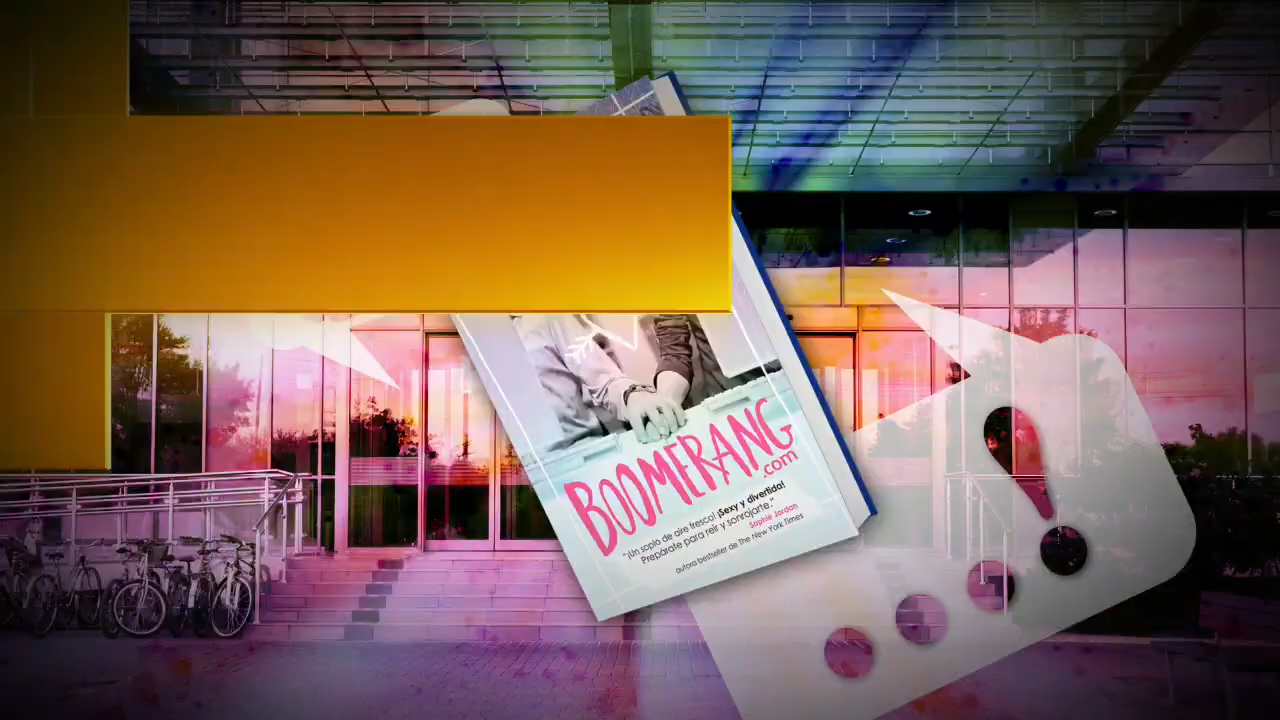 BOOMERANG
.com
"¡Un soplo de aire fresco! ¡Sexy y divertida!
Prepárate para reír y sonrojarte."
Sophie Jordan
autora bestseller de The New York Times